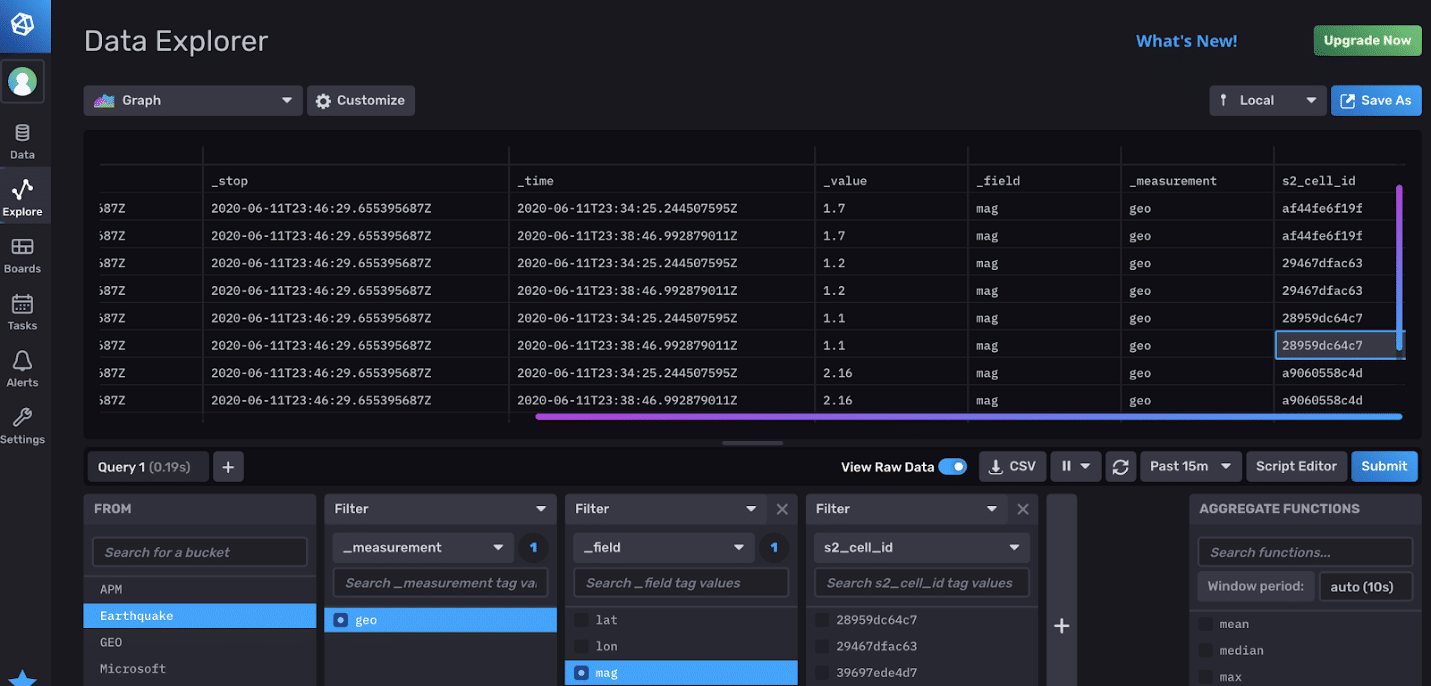 Data Explorer
What's New!
Upgrade Now
Graph
Customize
Local
Save As
Data
Explore
Boards
Tasks
Alerts
Settings
_stop _time _value _field _measurement s2_cell_id
687Z 2020-06-11T23:46:29.655395687Z 2020-06-11T23:34:25.244507595Z 1.7 mag geo af44fe6f19f
687Z 2020-06-11T23:46:29.655395687Z 2020-06-11T23:38:46.992879011Z 1.7 mag geo af44fe6f19f
687Z 2020-06-11T23:46:29.655395687Z 2020-06-11T23:34:25.244507595Z 1.2 mag geo 29467dfac63
687Z 2020-06-11T23:46:29.655395687Z 2020-06-11T23:38:46.992879011Z 1.2 mag geo 29467dfac63
687Z 2020-06-11T23:46:29.655395687Z 2020-06-11T23:34:25.244507595Z 1.1 mag geo 28959dc64c7
687Z 2020-06-11T23:46:29.655395687Z 2020-06-11T23:38:46.992879011Z 1.1 mag geo 28959dc64c7
687Z 2020-06-11T23:46:29.655395687Z 2020-06-11T23:34:25.244507595Z 2.16 mag geo a9060558c4d
687Z 2020-06-11T23:46:29.655395687Z 2020-06-11T23:38:46.992879011Z 2.16 mag geo a9060558c4d
Query 1 (0.19s)
+
View Raw Data
CSV
Past 15m
Script Editor
Submit
FROM
Search for a bucket
APM
Earthquake
GEO
Microsoft
Filter
_measurement 1
Search _measurement tag va
geo
Filter
_field 1
Search _field tag values
lat
lon
mag
Filter
s2_cell_id
Search s2_cell_id tag values
28959dc64c7
29467dfac63
39697ede4d7
+
AGGREGATE FUNCTIONS
Search functions...
Window period: auto (10s)
mean
median
max